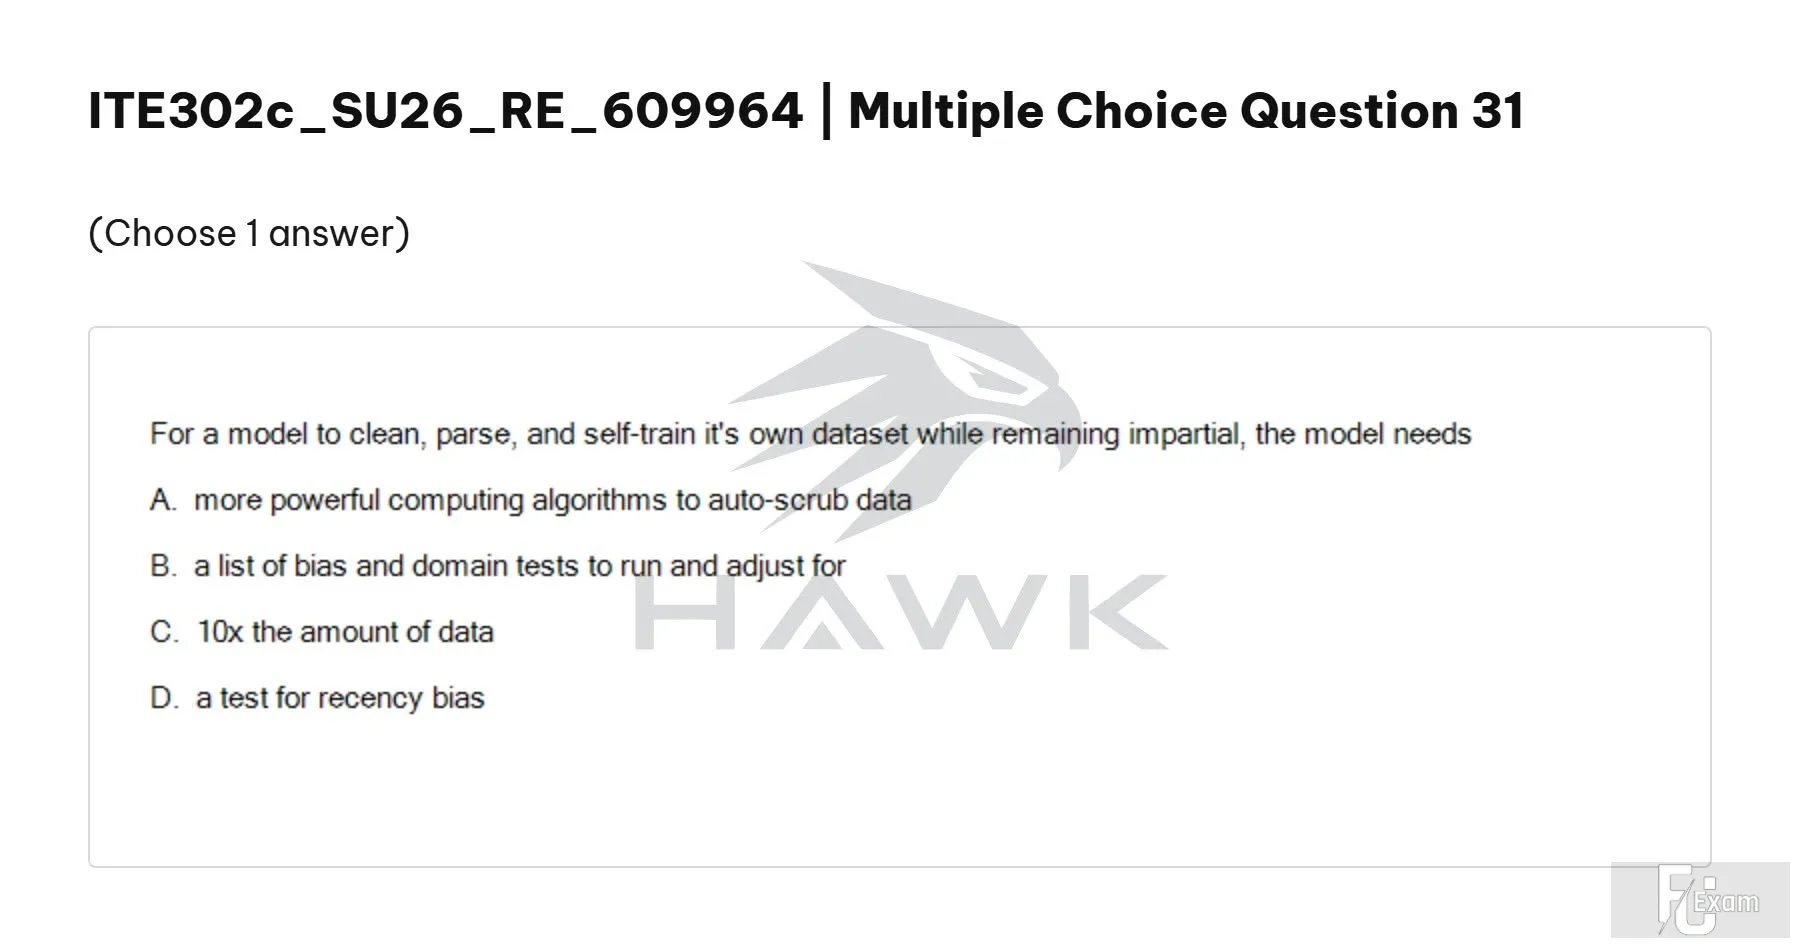 ITE302c_SU26_RE_609964 | Multiple Choice Question 31
(Choose 1 answer)
For a model to clean, parse, and self-train it's own dataset while remaining impartial, the model needs
A. more powerful computing algorithms to auto-scrub data
B. a list of bias and domain tests to run and adjust for
C. 10x the amount of data
D. a test for recency bias
HAWK
FU Exam